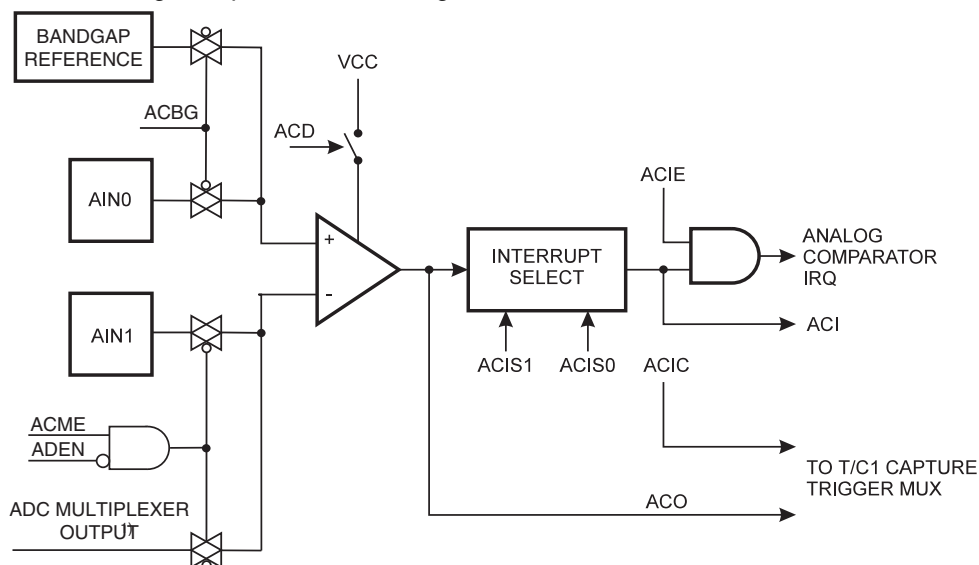 BANDGAP
REFERENCE
VCC
ACBG
ACD
AIN0
ACIE
+
INTERRUPT
SELECT
ANALOG
COMPARATOR
IRQ
-
AIN1
ACI
ACIS1
ACIS0
ACIC
ACME
ADEN
TO T/C1 CAPTURE
TRIGGER MUX
ADC MULTIPLEXER
OUTPUT
1)
ACO